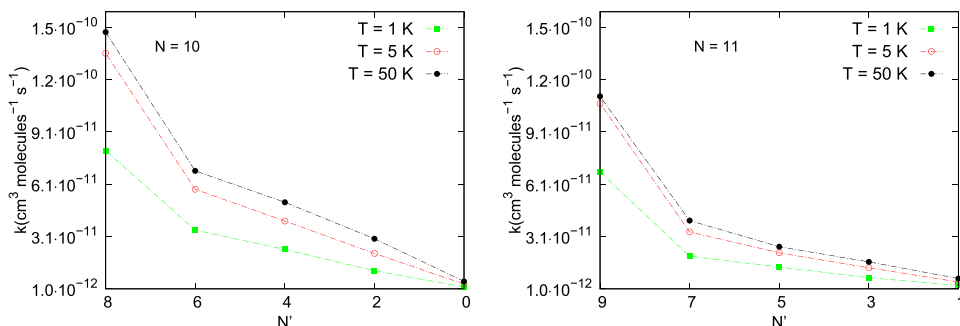 1.5·10⁻¹⁰
1.2·10⁻¹⁰
9.1·10⁻¹¹
6.1·10⁻¹¹
3.1·10⁻¹¹
1.0·10⁻¹²
k(cm³ molecules⁻¹ s⁻¹)
N = 10
T = 1 K
T = 5 K
T = 50 K
8 6 4 2 0
N'
1.5·10⁻¹⁰
1.2·10⁻¹⁰
9.1·10⁻¹¹
6.1·10⁻¹¹
3.1·10⁻¹¹
1.0·10⁻¹²
k(cm³ molecules⁻¹ s⁻¹)
N = 11
T = 1 K
T = 5 K
T = 50 K
9 7 5 3 1
N'